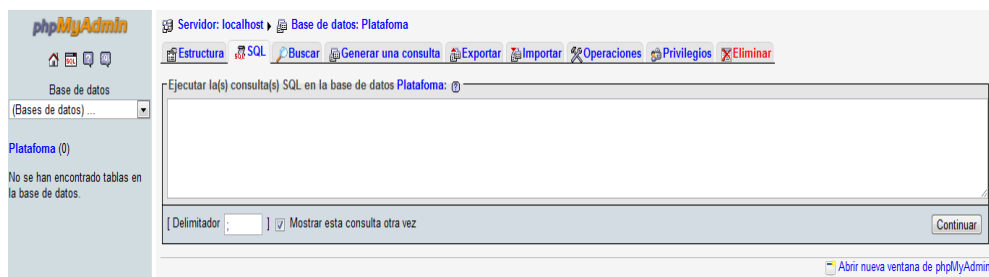 phpMyAdmin
Base de datos
(Bases de datos) ...
Platafoma (0)
No se han encontrado tablas en
la base de datos.
Servidor: localhost ▸ Base de datos: Platafoma
Estructura SQL Buscar Generar una consulta Exportar Importar Operaciones Privilegios Eliminar
Ejecutar la(s) consulta(s) SQL en la base de datos Platafoma:
[ Delimitador ; ] Mostrar esta consulta otra vez
Continuar
Abrir nueva ventana de phpMyAdmin